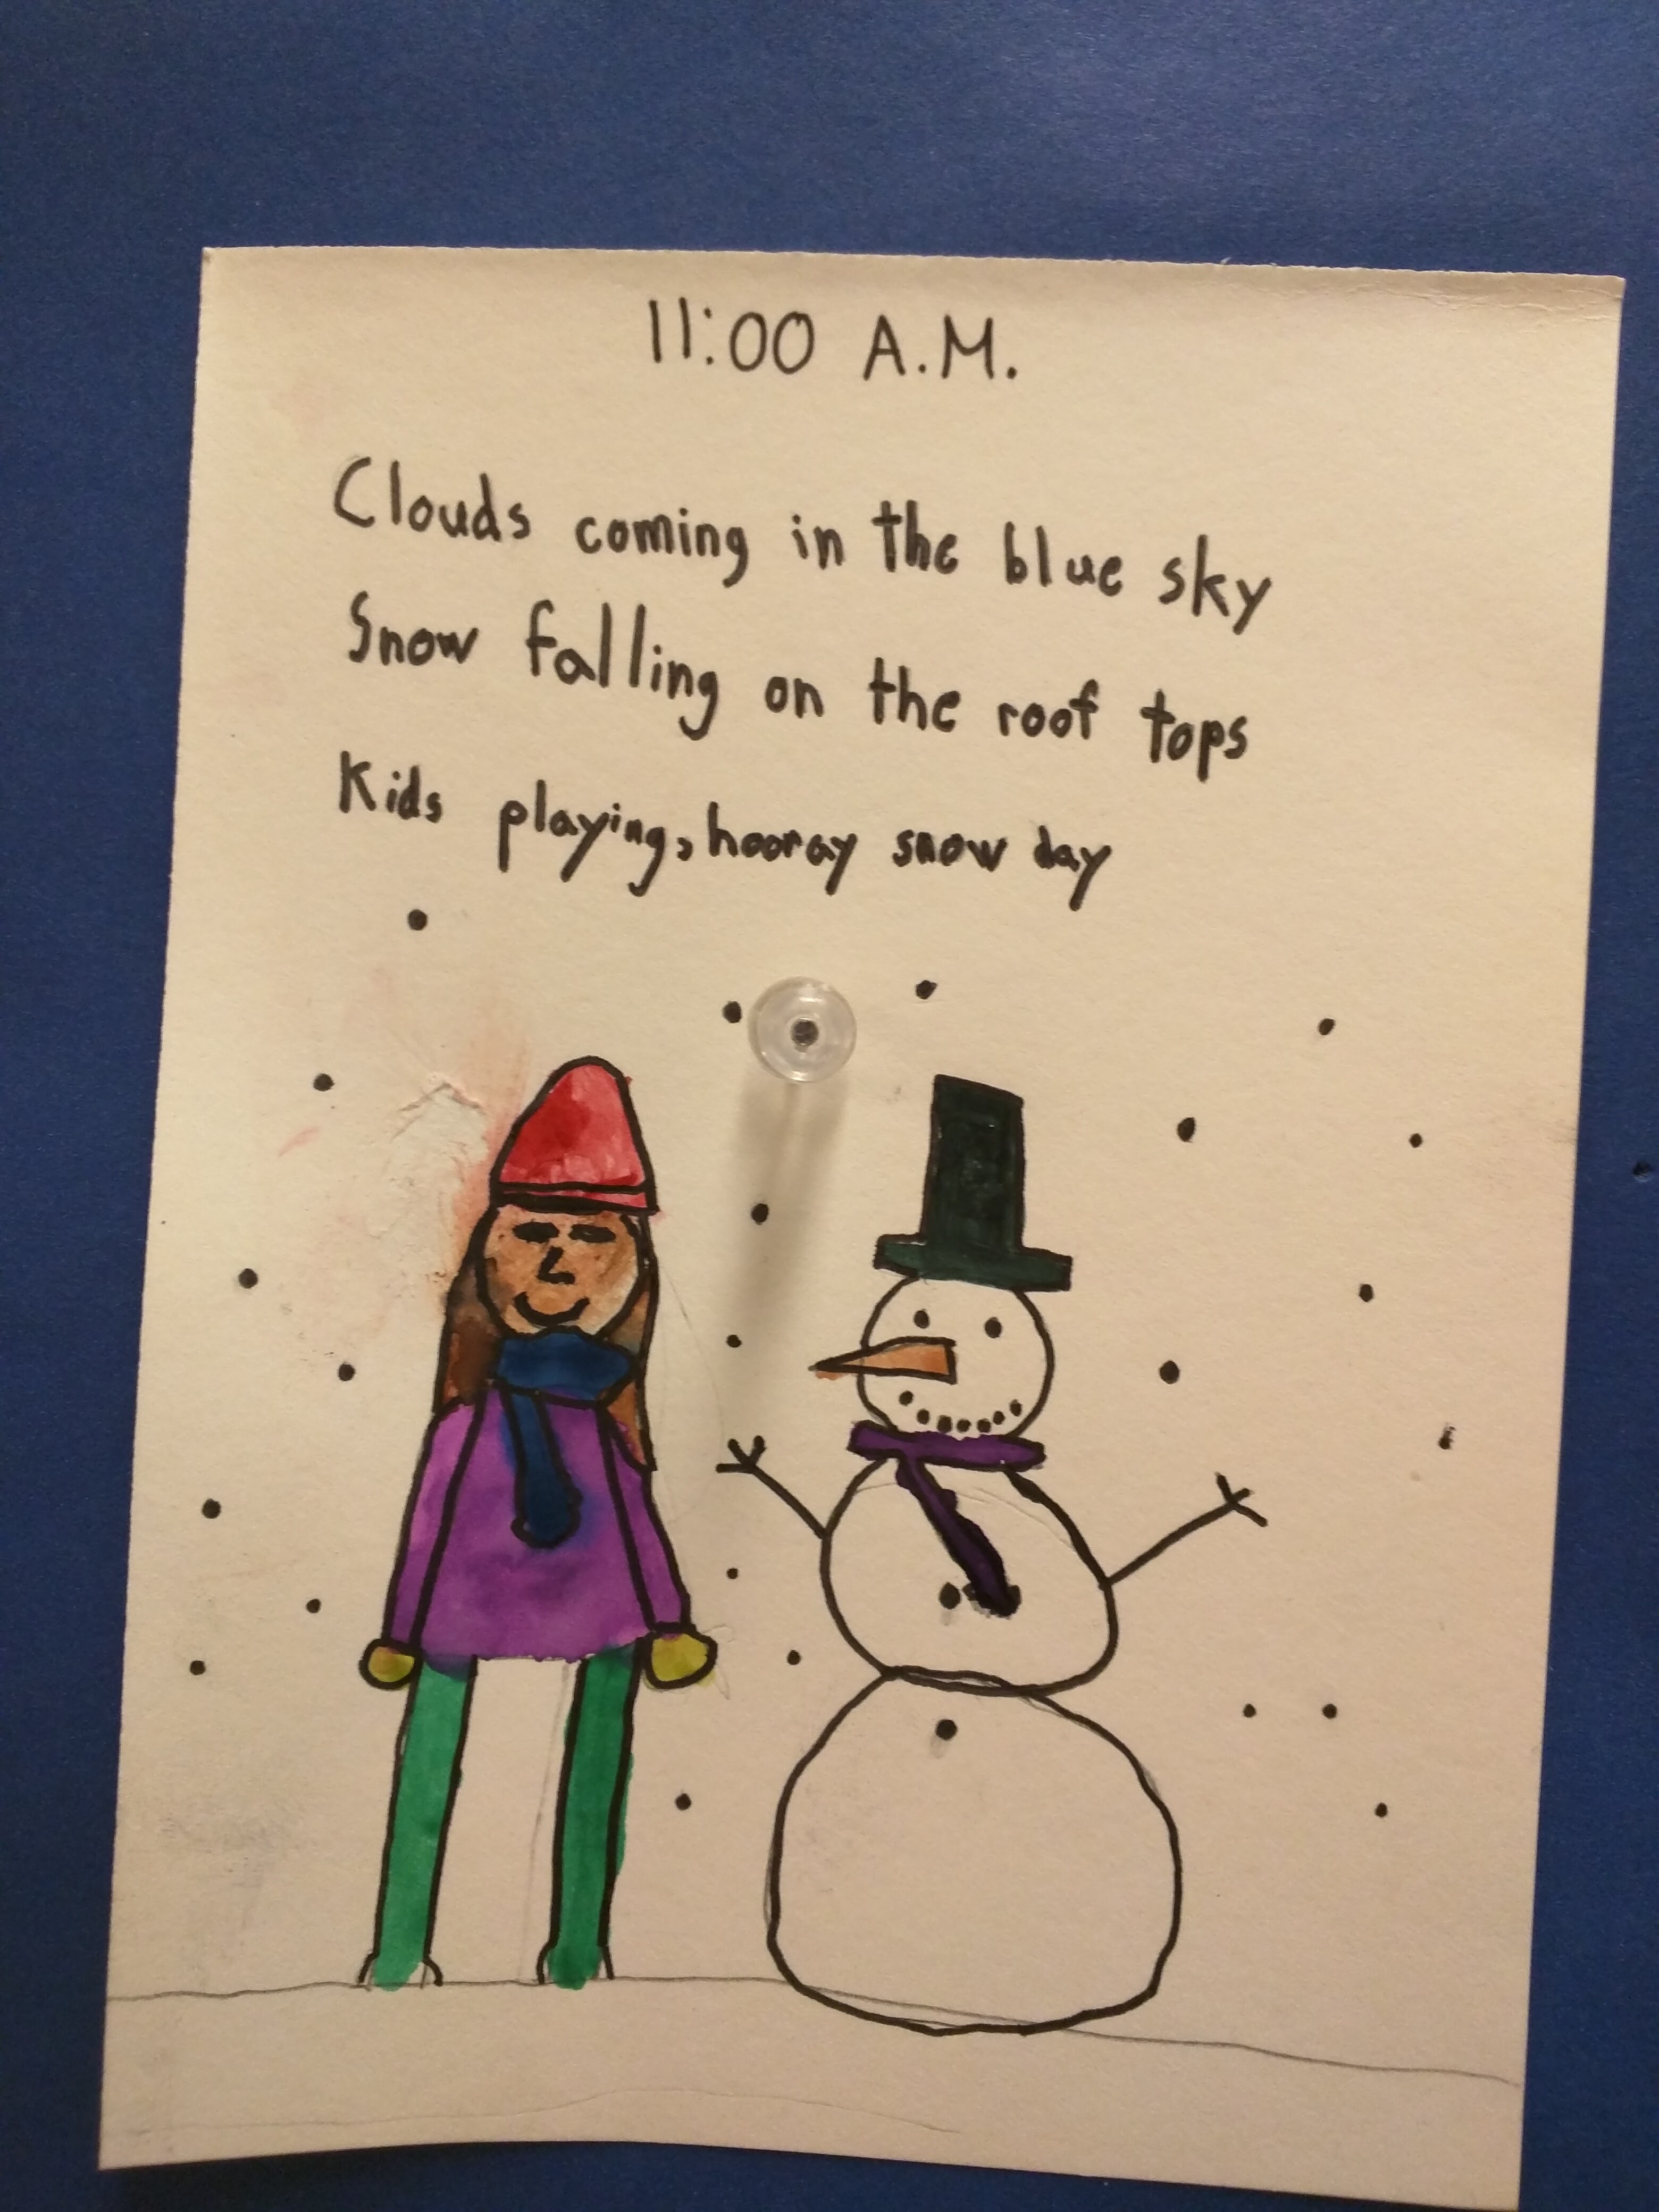 11:00 A.M.
Clouds coming in the blue sky
Snow falling on the roof tops
Kids playing, hooray snow day